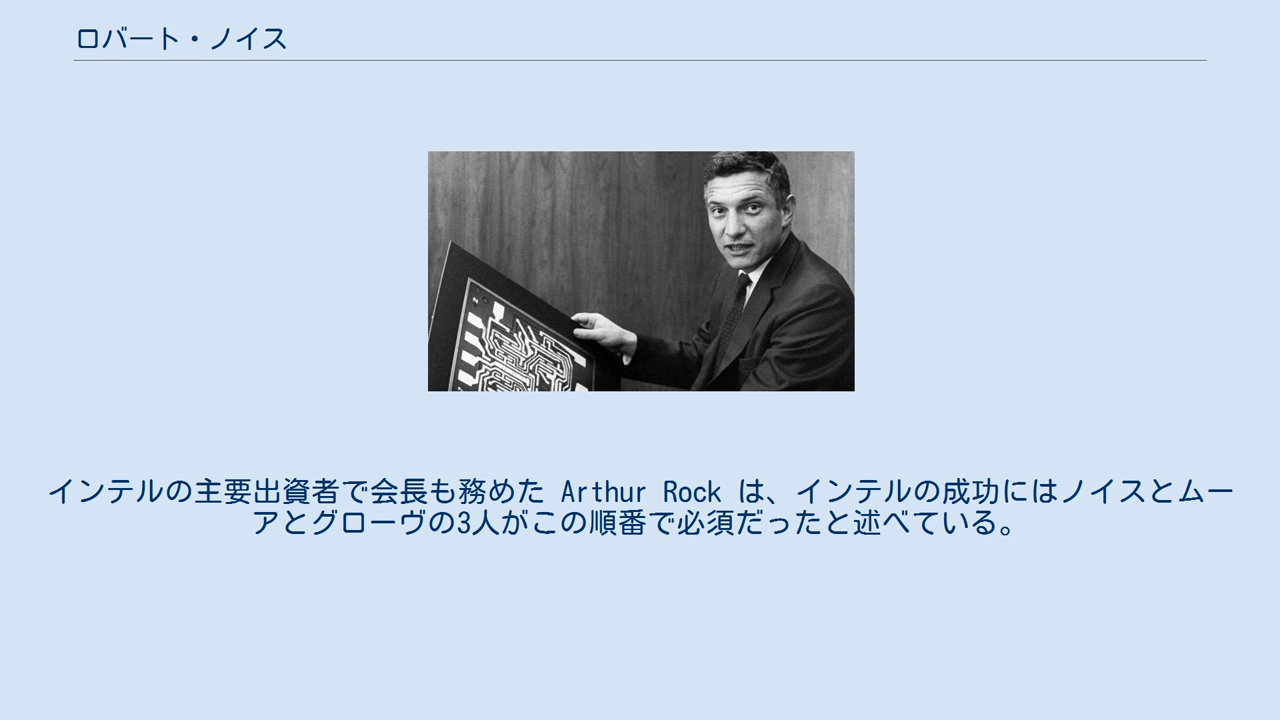 ロバート・ノイス
インテルの主要出資者で会長も務めた Arthur Rock は、インテルの成功にはノイスとムー
アとグローヴの3人がこの順番で必須だったと述べている。